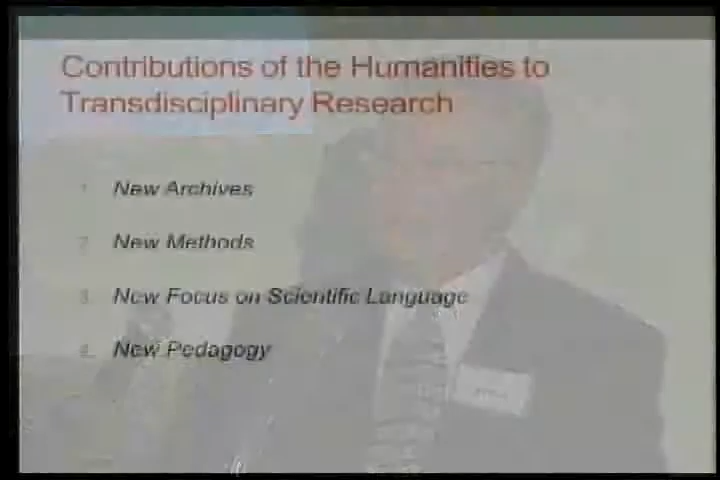 Contributions of the Humanities to
Transdisciplinary Research
1. New Archives
2. New Methods
3. New Focus on Scientific Language
4. New Pedagogy